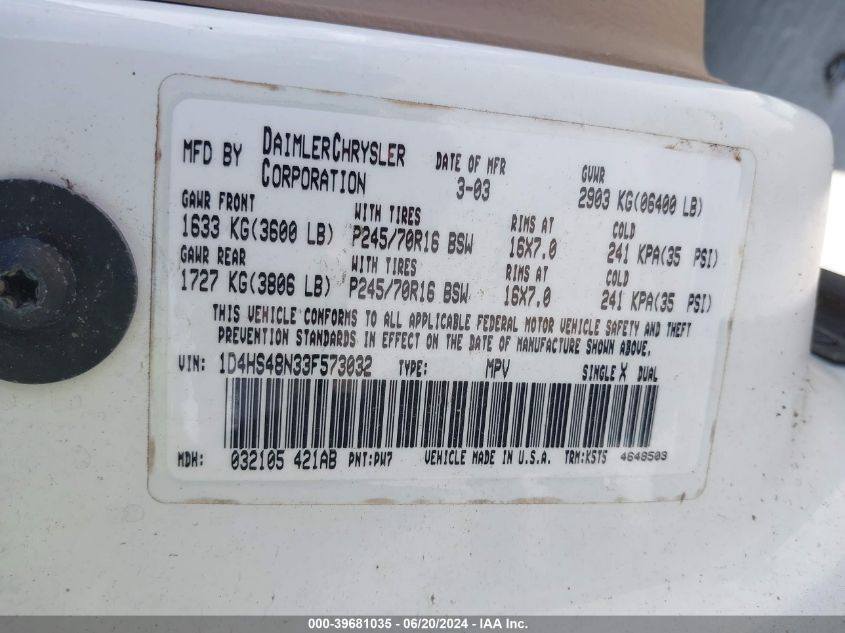 MFD BY DAIMLERCHRYSLER CORPORATION DATE OF MFR 3-03 GVWR 2903 KG(06400 LB)
GAWR FRONT WITH TIRES RIMS AT COLD
1633 KG(3600 LB) P245/70R16 BSW 16X7.0 241 KPA(35 PSI)
GAWR REAR WITH TIRES RIMS AT COLD
1727 KG(3806 LB) P245/70R16 BSW 16X7.0 241 KPA(35 PSI)
THIS VEHICLE CONFORMS TO ALL APPLICABLE FEDERAL MOTOR VEHICLE SAFETY AND THEFT
PREVENTION STANDARDS IN EFFECT ON THE DATE OF MANUFACTURE SHOWN ABOVE.
VIN: 1D4HS48N33F573032 TYPE: MPV SINGLE X DUAL
MDH: 032105 421AB PNT:PW7 VEHICLE MADE IN U.S.A. TRM:K5T5 4648503
000-39681035 - 06/20/2024 - IAA Inc.